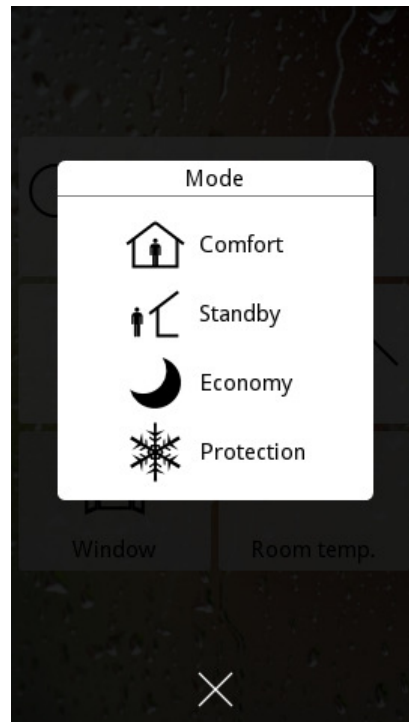 Mode
Comfort
Standby
Economy
Protection
Window Room temp.